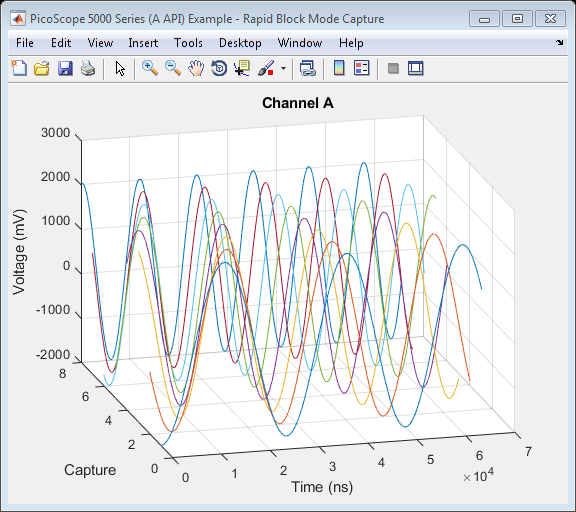 PicoScope 5000 Series (A API) Example - Rapid Block Mode Capture
File Edit View Insert Tools Desktop Window Help
Channel A
3000
2000
1000
0
-1000
-2000
Voltage (mV)
8
6
4
2
0
Capture
0 1 2 3 4 5 6 7
×10^4
Time (ns)